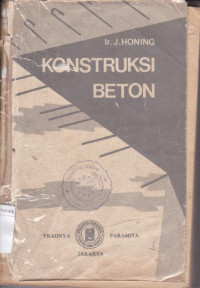 Ir. J. HONING
KONSTRUKSI
BETON
PRADNYA PARAMITA
JAKARTA